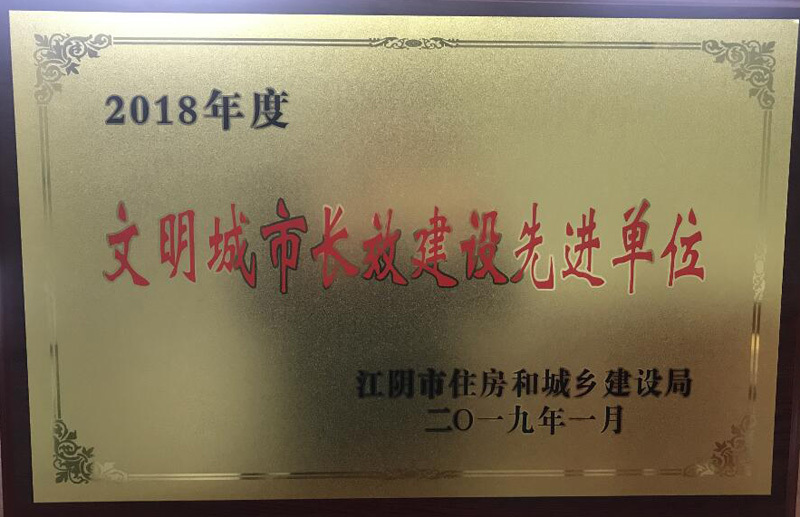 2018年度
文明城市长效建设先进单位
江阴市住房和城乡建设局
二〇一九年一月